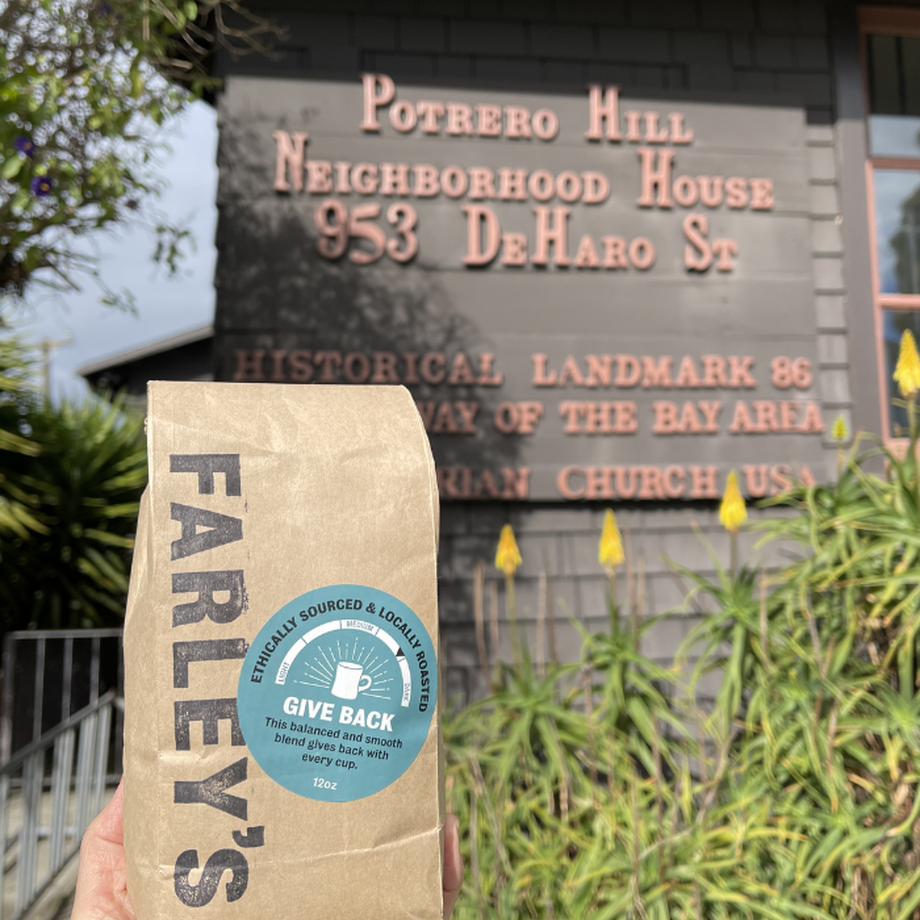 POTRERO HILL
NEIGHBORHOOD HOUSE
953 DEHARO ST
HISTORICAL LANDMARK 86
WAY OF THE BAY AREA
CHURCH USA
FARLEY'S
ETHICALLY SOURCED & LOCALLY ROASTED
LIGHT
MEDIUM
DARK
GIVE BACK
This balanced and smooth
blend gives back with
every cup.
12oz